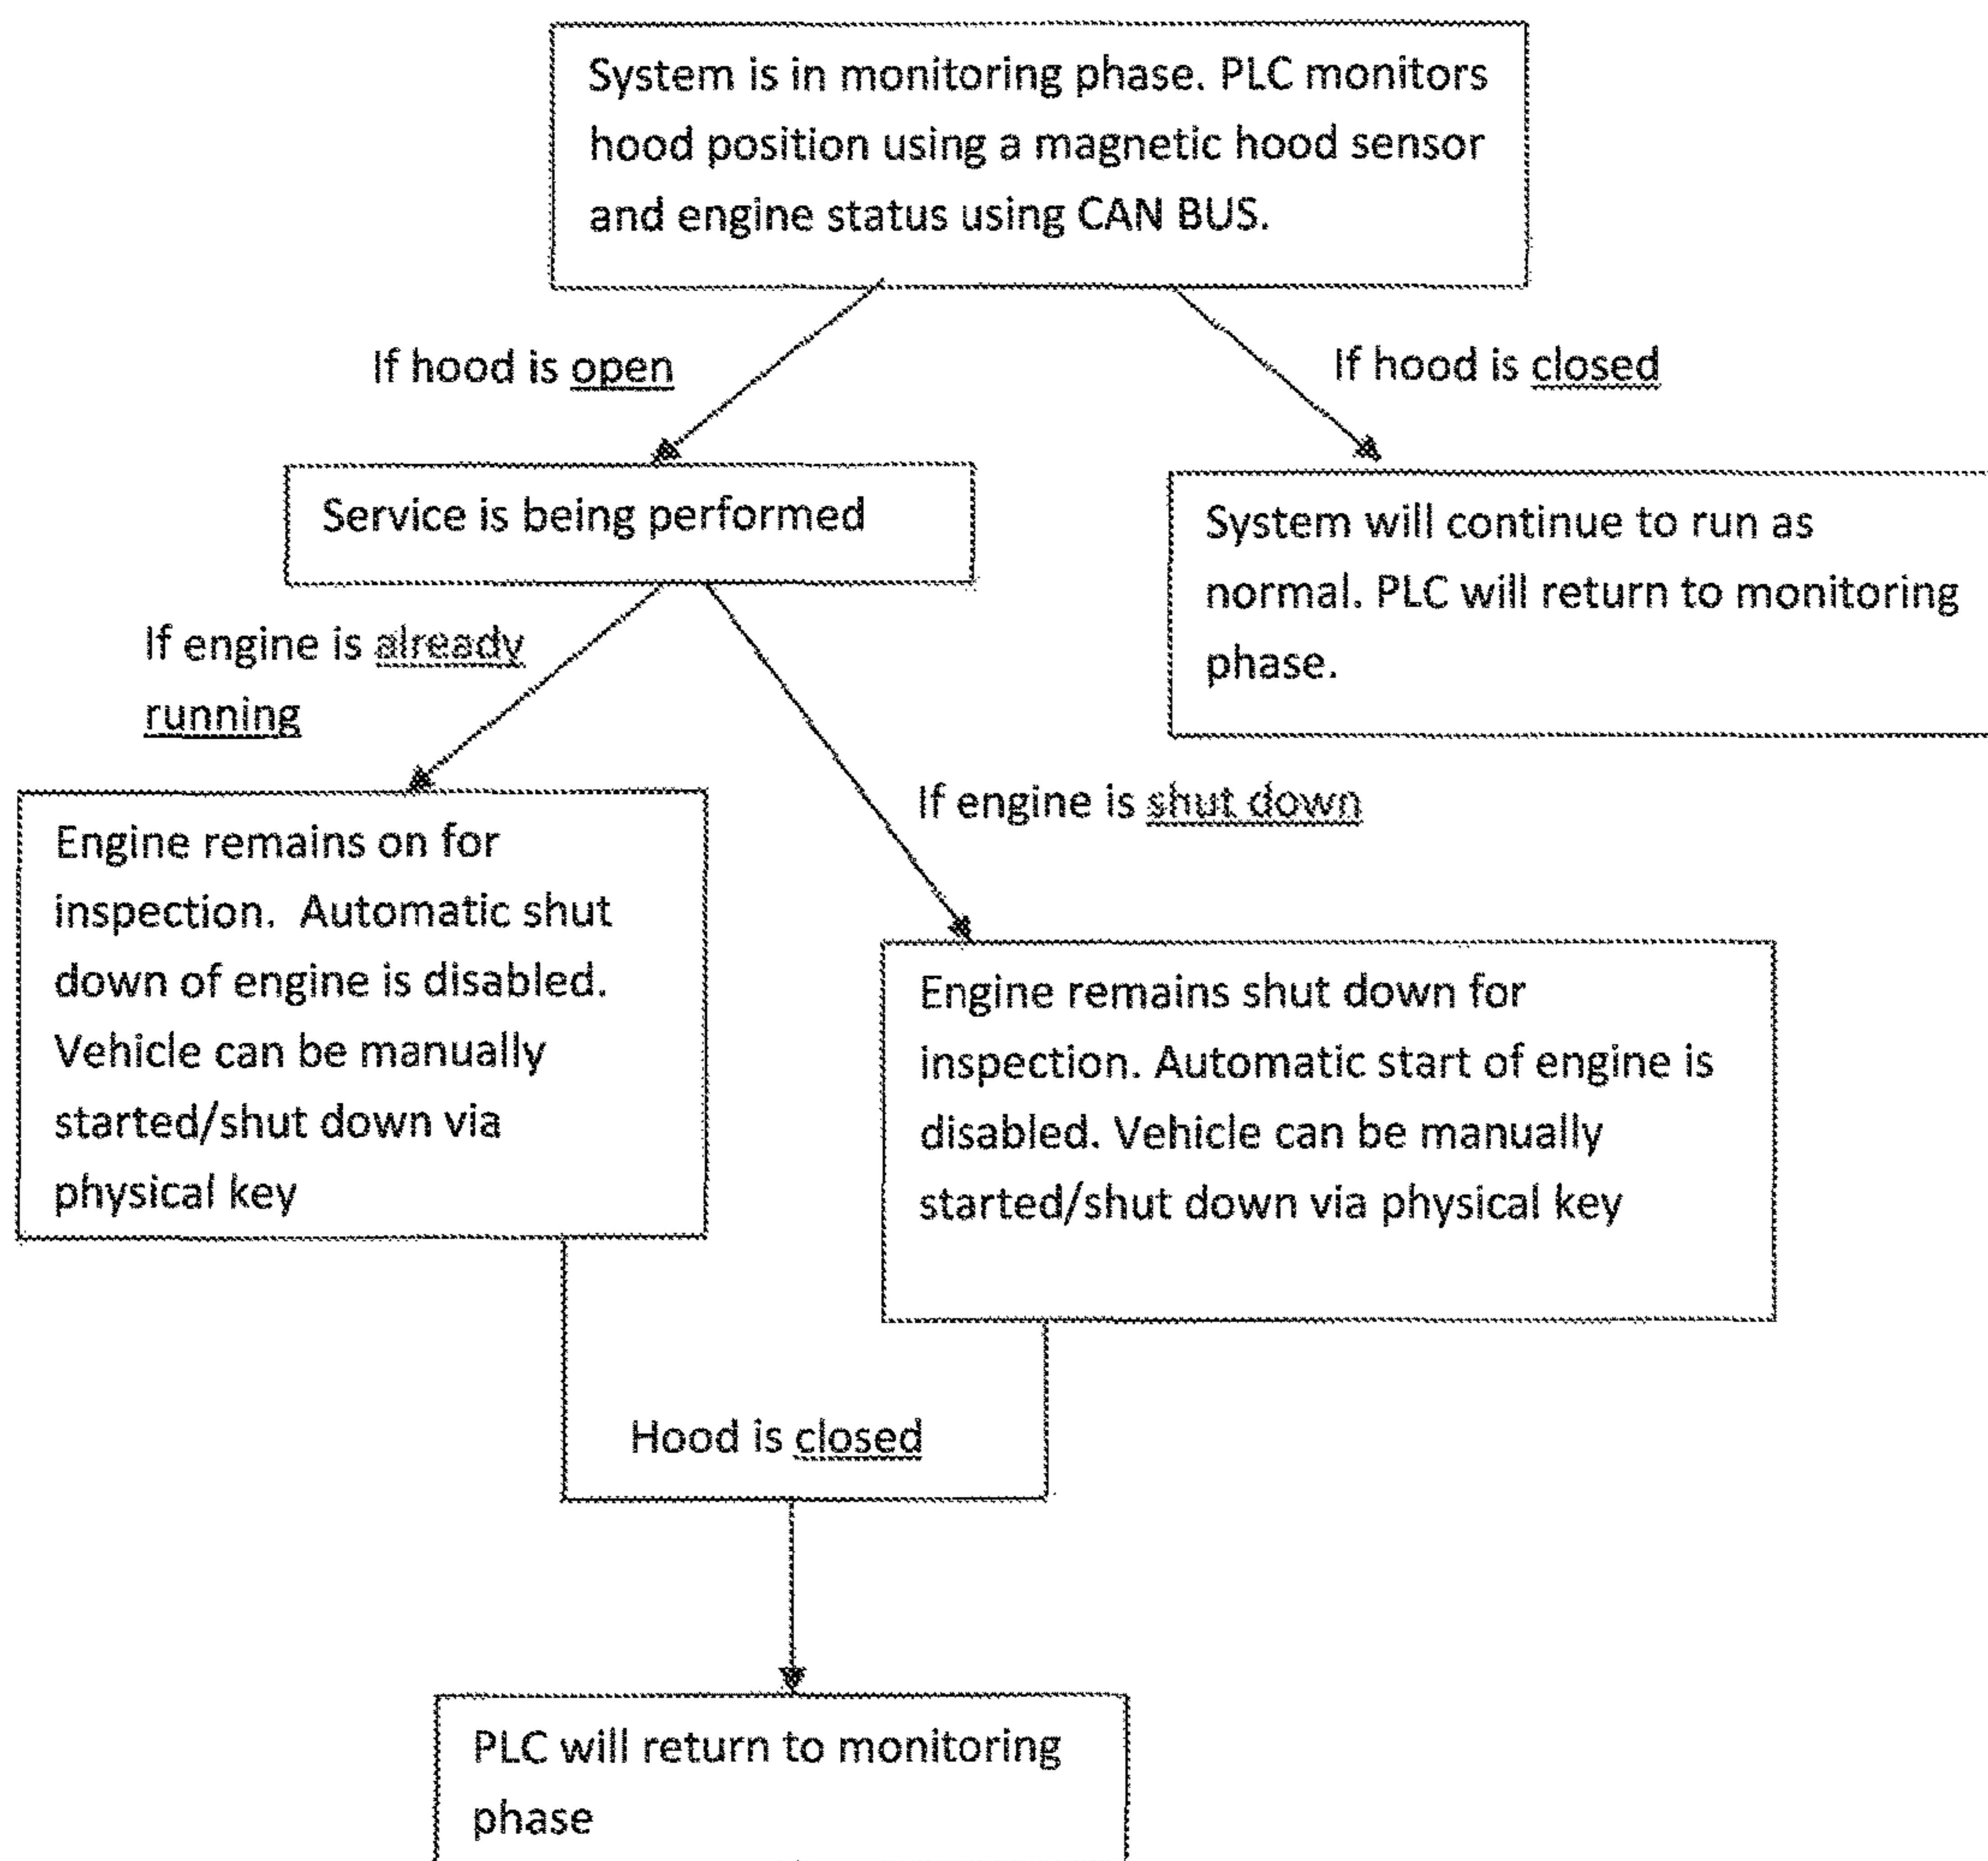 System is in monitoring phase. PLC monitors
hood position using a magnetic hood sensor
and engine status using CAN BUS.
If hood is open
If hood is closed
Service is being performed
System will continue to run as
normal. PLC will return to monitoring
phase.
If engine is already
running
If engine is shut down
Engine remains on for
inspection. Automatic shut
down of engine is disabled.
Vehicle can be manually
started/shut down via
physical key
Engine remains shut down for
inspection. Automatic start of engine is
disabled. Vehicle can be manually
started/shut down via physical key
Hood is closed
PLC will return to monitoring
phase